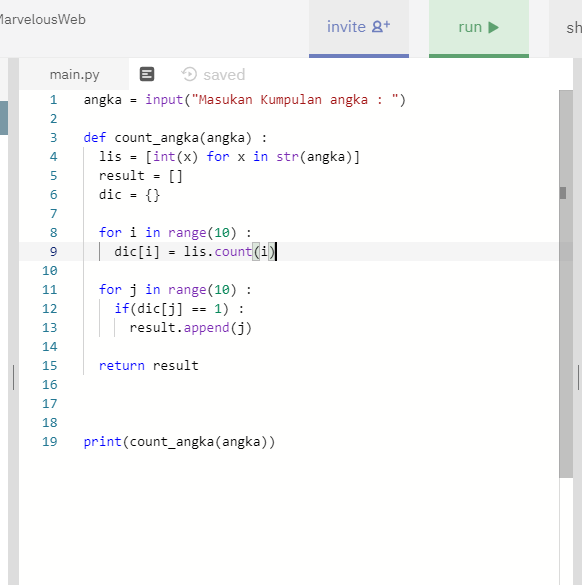 MarvelousWeb
invite
run
sh
main.py
saved
1 angka = input("Masukan Kumpulan angka : ")
2
3 def count_angka(angka) :
4 lis = [int(x) for x in str(angka)]
5 result = []
6 dic = {}
7
8 for i in range(10) :
9 dic[i] = lis.count(i)
10
11 for j in range(10) :
12 if(dic[j] == 1) :
13 result.append(j)
14
15 return result
16
17
18
19 print(count_angka(angka))